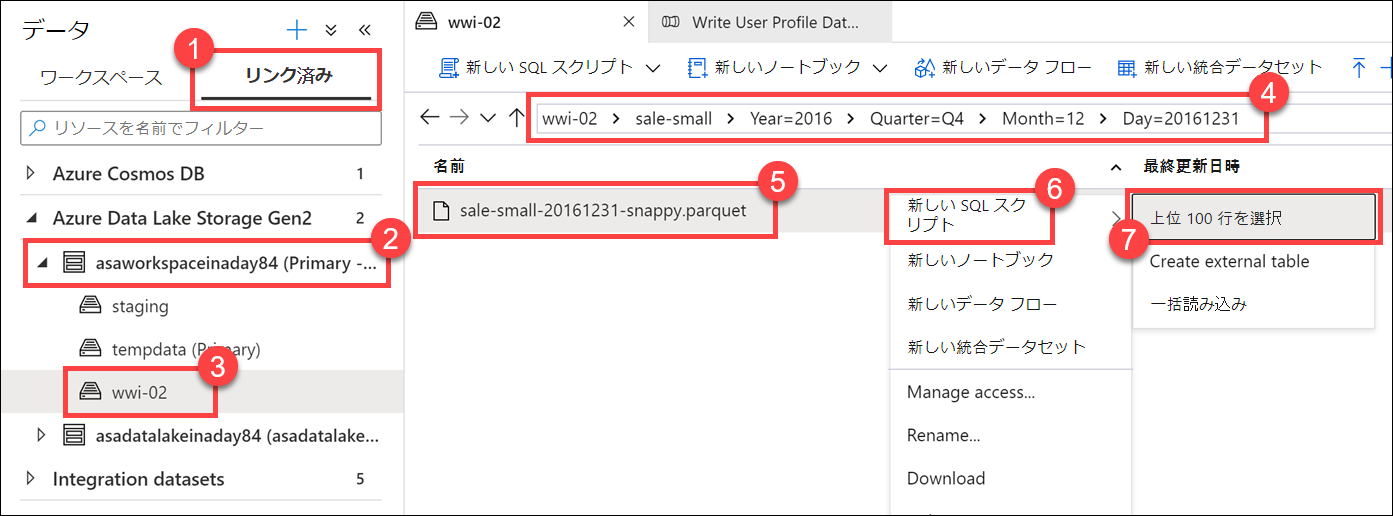 データ
ワークスペース
リンク済み
1
リソースを名前でフィルター
Azure Cosmos DB 1
Azure Data Lake Storage Gen2 2
asaworkspaceinaday84 (Primary -...
2
staging
tempdata (Primary)
wwi-02
3
asadatalakeinaday84 (asadatalake...
Integration datasets 5
wwi-02
Write User Profile Dat...
新しい SQL スクリプト
新しいノートブック
新しいデータ フロー
新しい統合データセット
wwi-02 > sale-small > Year=2016 > Quarter=Q4 > Month=12 > Day=20161231
4
名前
最終更新日時
sale-small-20161231-snappy.parquet
5
新しい SQL スク
リプト
6
新しいノートブック
新しいデータ フロー
新しい統合データセット
Manage access...
Rename...
Download
上位 100 行を選択
7
Create external table
一括読み込み